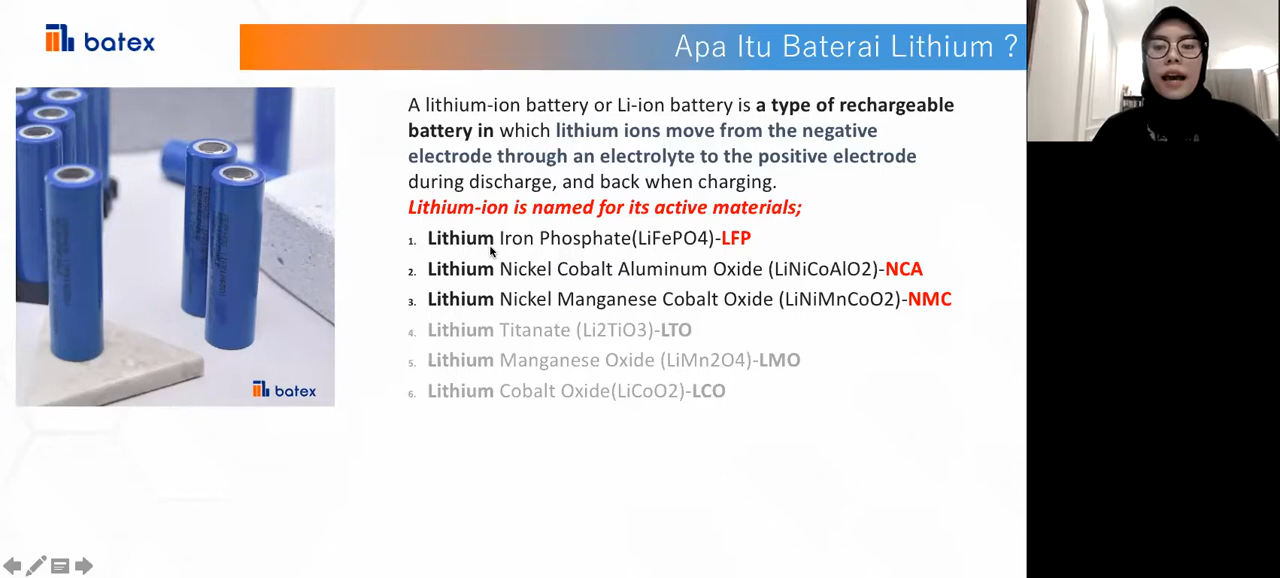 batex
Apa Itu Baterai Lithium ?
A lithium-ion battery or Li-ion battery is a type of rechargeable
battery in which lithium ions move from the negative
electrode through an electrolyte to the positive electrode
during discharge, and back when charging.
Lithium-ion is named for its active materials;
1. Lithium Iron Phosphate(LiFePO4)-LFP
2. Lithium Nickel Cobalt Aluminum Oxide (LiNiCoAlO2)-NCA
3. Lithium Nickel Manganese Cobalt Oxide (LiNiMnCoO2)-NMC
4. Lithium Titanate (Li2TiO3)-LTO
5. Lithium Manganese Oxide (LiMn2O4)-LMO
6. Lithium Cobalt Oxide(LiCoO2)-LCO
batex